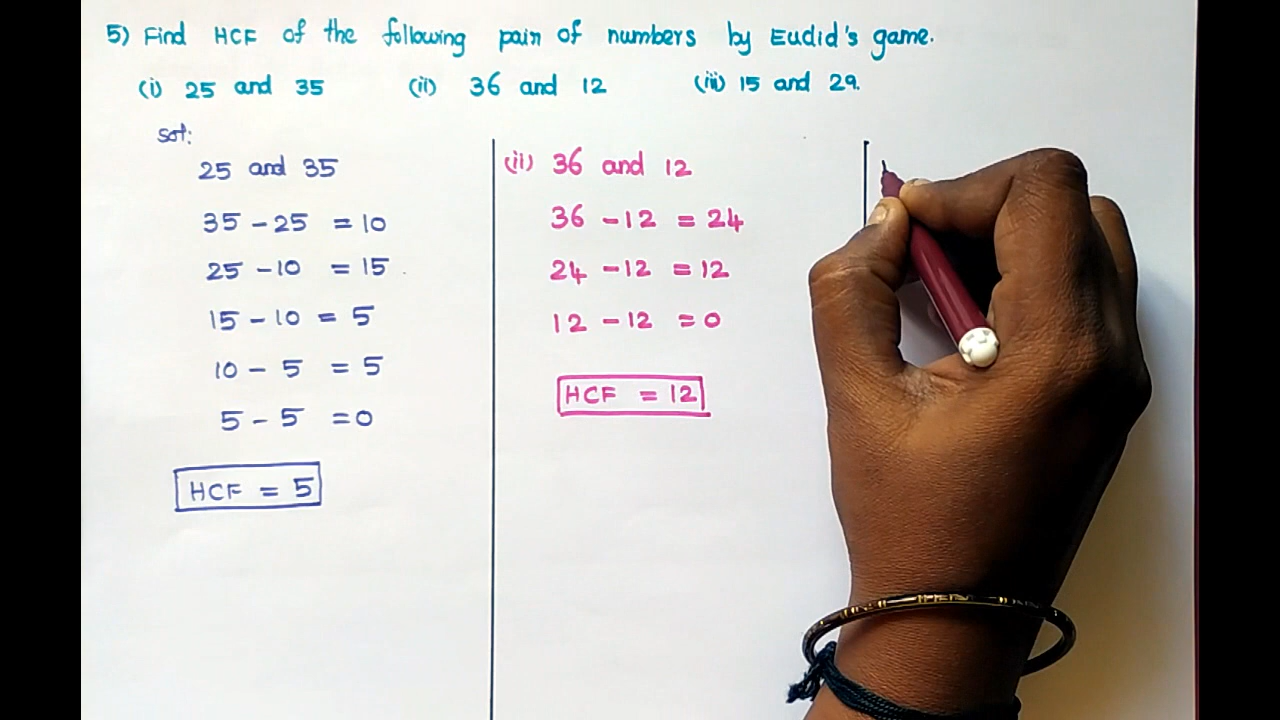 5) Find HCF of the following pair of numbers by Euclid's game.
(i) 25 and 35 (ii) 36 and 12 (iii) 15 and 29.
Sol:
25 and 35
35 - 25 = 10
25 - 10 = 15
15 - 10 = 5
10 - 5 = 5
5 - 5 = 0
HCF = 5
(ii) 36 and 12
36 - 12 = 24
24 - 12 = 12
12 - 12 = 0
HCF = 12